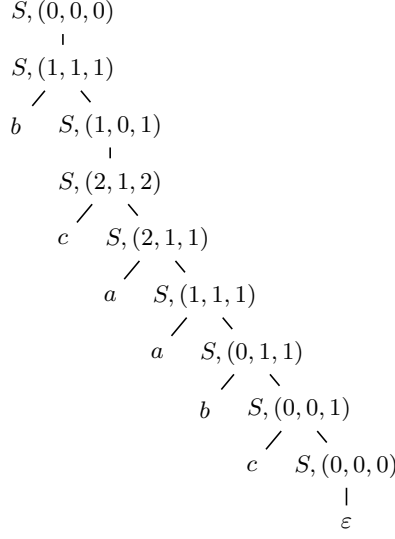 S, (0, 0, 0)
S, (1, 1, 1)
b S, (1, 0, 1)
S, (2, 1, 2)
c S, (2, 1, 1)
a S, (1, 1, 1)
a S, (0, 1, 1)
b S, (0, 0, 1)
c S, (0, 0, 0)
ε